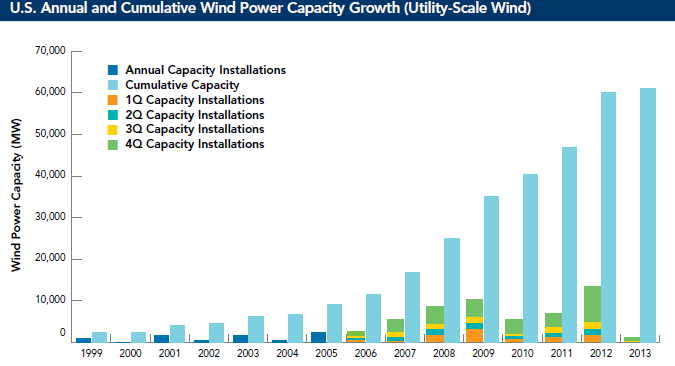 U.S. Annual and Cumulative Wind Power Capacity Growth (Utility-Scale Wind)
70,000
60,000
50,000
40,000
30,000
20,000
10,000
0
Wind Power Capacity (MW)
Annual Capacity Installations
Cumulative Capacity
1Q Capacity Installations
2Q Capacity Installations
3Q Capacity Installations
4Q Capacity Installations
1999 2000 2001 2002 2003 2004 2005 2006 2007 2008 2009 2010 2011 2012 2013